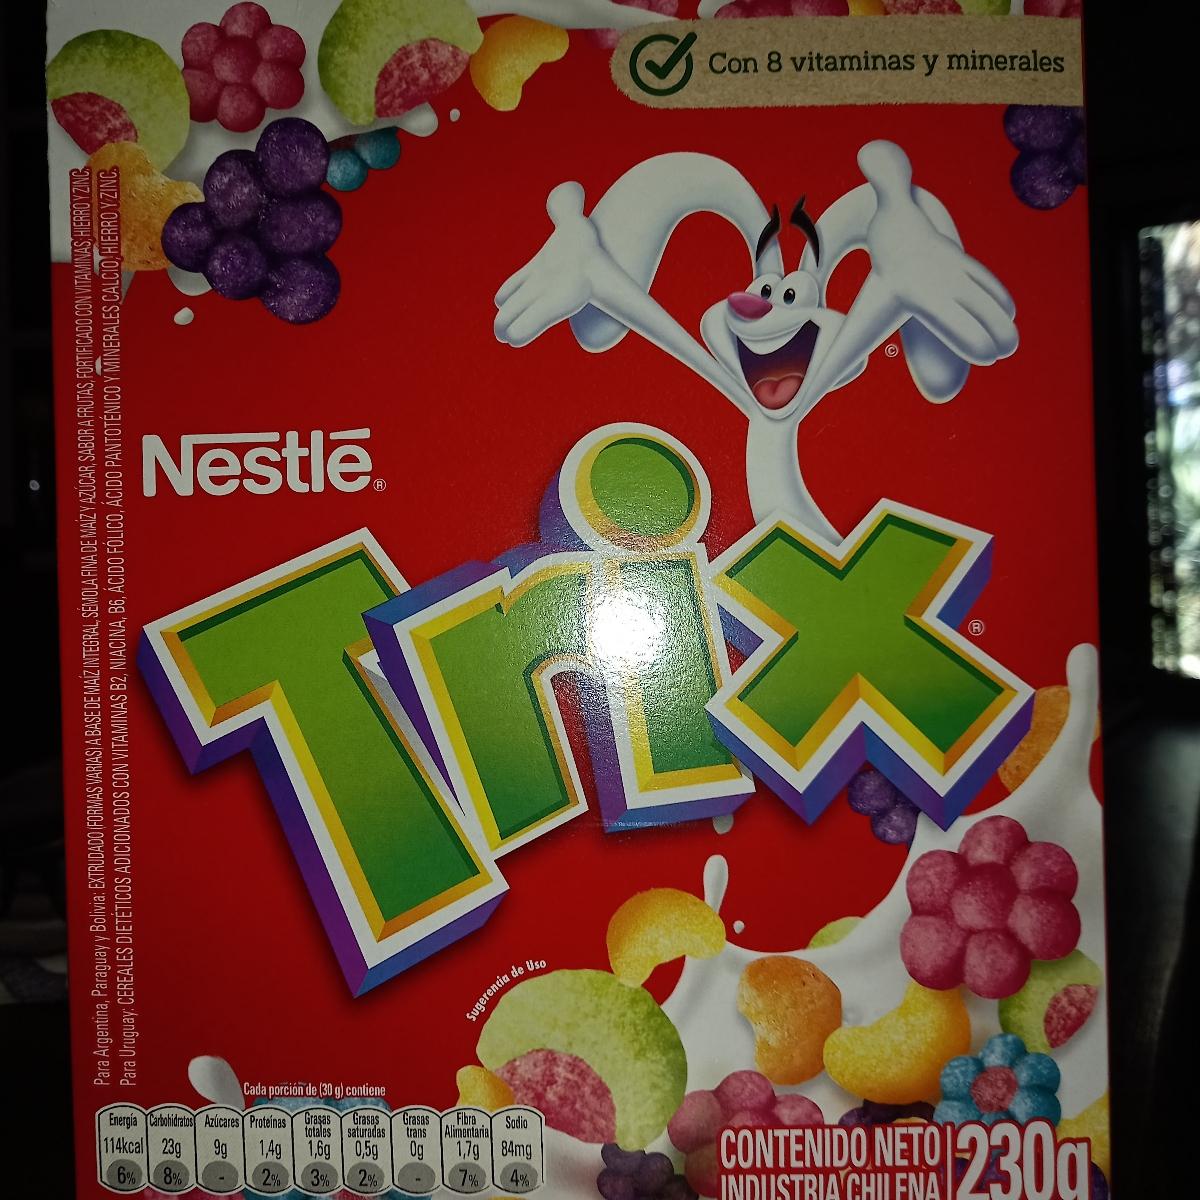 Con 8 vitaminas y minerales
©
Nestlé®
Trix®
Para Argentina, Paraguay y Bolivia: EXTRUDADO (FORMAS VARIAS) A BASE DE MAÍZ INTEGRAL, SÉMOLA FINA DE MAÍZ Y AZÚCAR, SABOR A FRUTAS, FORTIFICADO CON VITAMINAS, HIERRO Y ZINC.
Para Uruguay: CEREALES DIETÉTICOS ADICIONADOS CON VITAMINAS B2, NIACINA, B6, ÁCIDO FÓLICO, ÁCIDO PANTOTÉNICO Y MINERALES CALCIO, HIERRO Y ZINC.
Sugerencia de Uso
Cada porción de (30 g) contiene
Energía Carbohidratos Azúcares Proteínas Grasas totales Grasas saturadas Grasas trans Fibra Alimentaria Sodio
114kcal 23g 9g 1,4g 1,6g 0,5g 0g 1,7g 84mg
6% 8% - 2% 3% 2% - 7% 4%
CONTENIDO NETO 230g
INDUSTRIA CHILENA